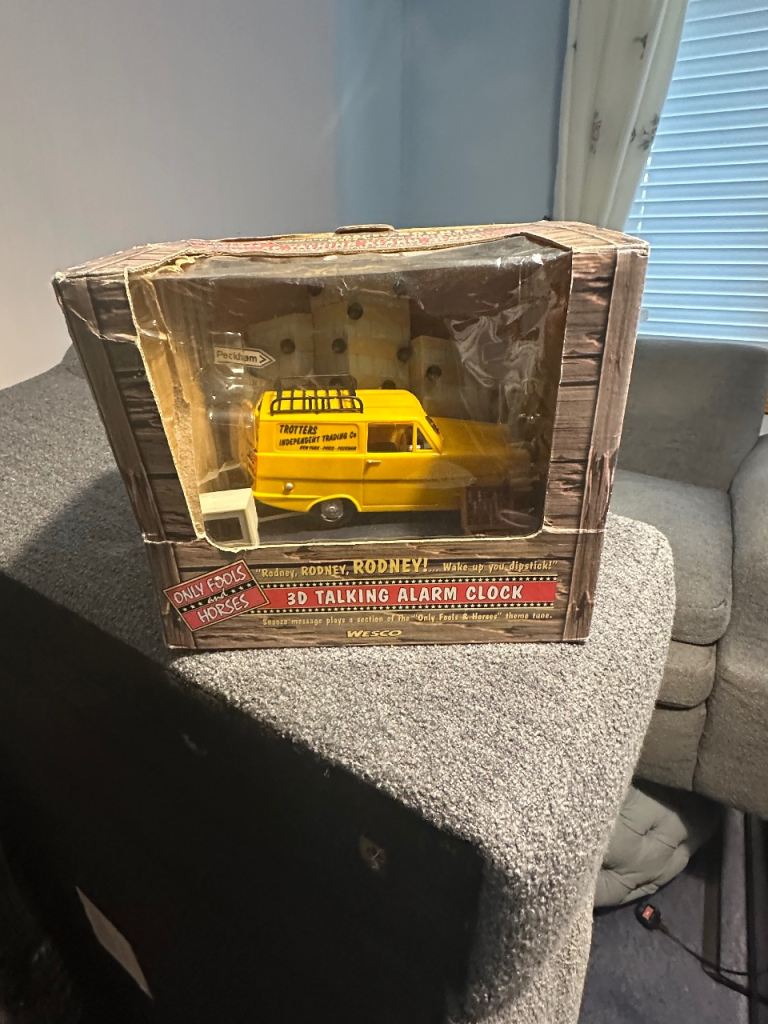 Peckham
TROTTERS
INDEPENDENT TRADING Co
NEW YORK - PARIS - PECKHAM
"Rodney, RODNEY, RODNEY!... Wake up you dipstick!"
ONLY FOOLS
and
HORSES
3D TALKING ALARM CLOCK
Snooze message plays a section of the "Only Fools & Horses" theme tune.
WESCO